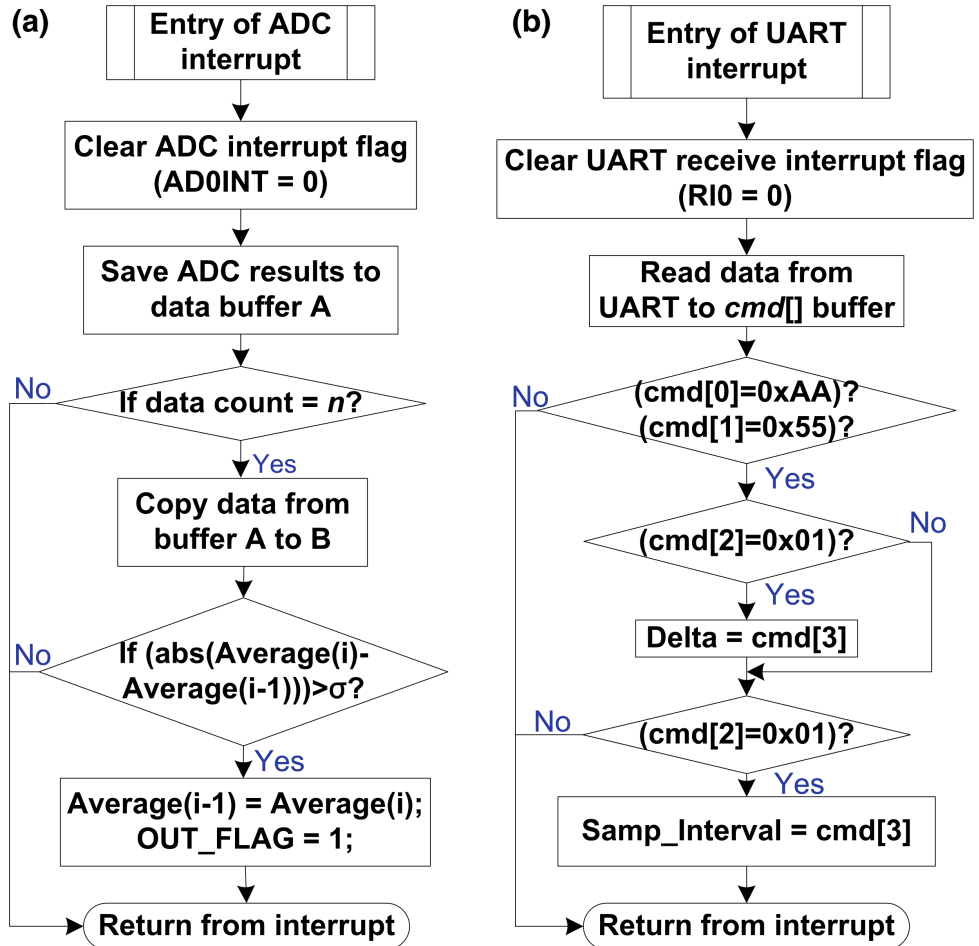 (a)
Entry of ADC
interrupt
Clear ADC interrupt flag
(AD0INT = 0)
Save ADC results to
data buffer A
No
If data count = n?
Yes
Copy data from
buffer A to B
No
If (abs(Average(i)-
Average(i-1)))>σ?
Yes
Average(i-1) = Average(i);
OUT_FLAG = 1;
Return from interrupt
(b)
Entry of UART
interrupt
Clear UART receive interrupt flag
(RI0 = 0)
Read data from
UART to cmd[] buffer
No
(cmd[0]=0xAA)?
(cmd[1]=0x55)?
Yes
No
(cmd[2]=0x01)?
Yes
Delta = cmd[3]
No
(cmd[2]=0x01)?
Yes
Samp_Interval = cmd[3]
Return from interrupt